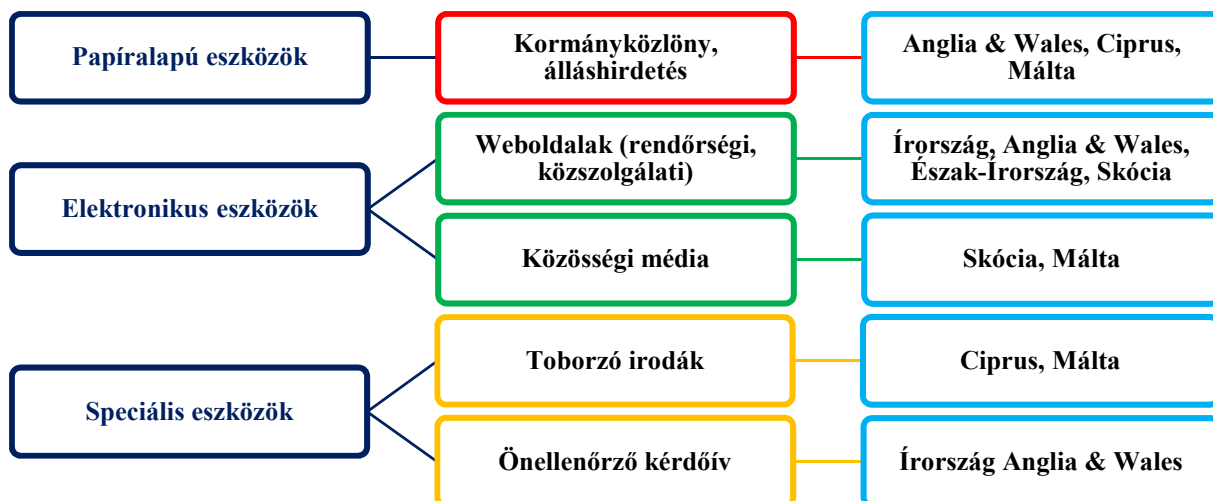 Papíralapú eszközök
Kormányközlöny,
álláshirdetés
Anglia & Wales, Ciprus,
Málta
Elektronikus eszközök
Weboldalak (rendőrségi,
közszolgálati)
Írország, Anglia & Wales,
Észak-Írország, Skócia
Közösségi média
Skócia, Málta
Speciális eszközök
Toborzó irodák
Ciprus, Málta
Önellenőrző kérdőív
Írország Anglia & Wales